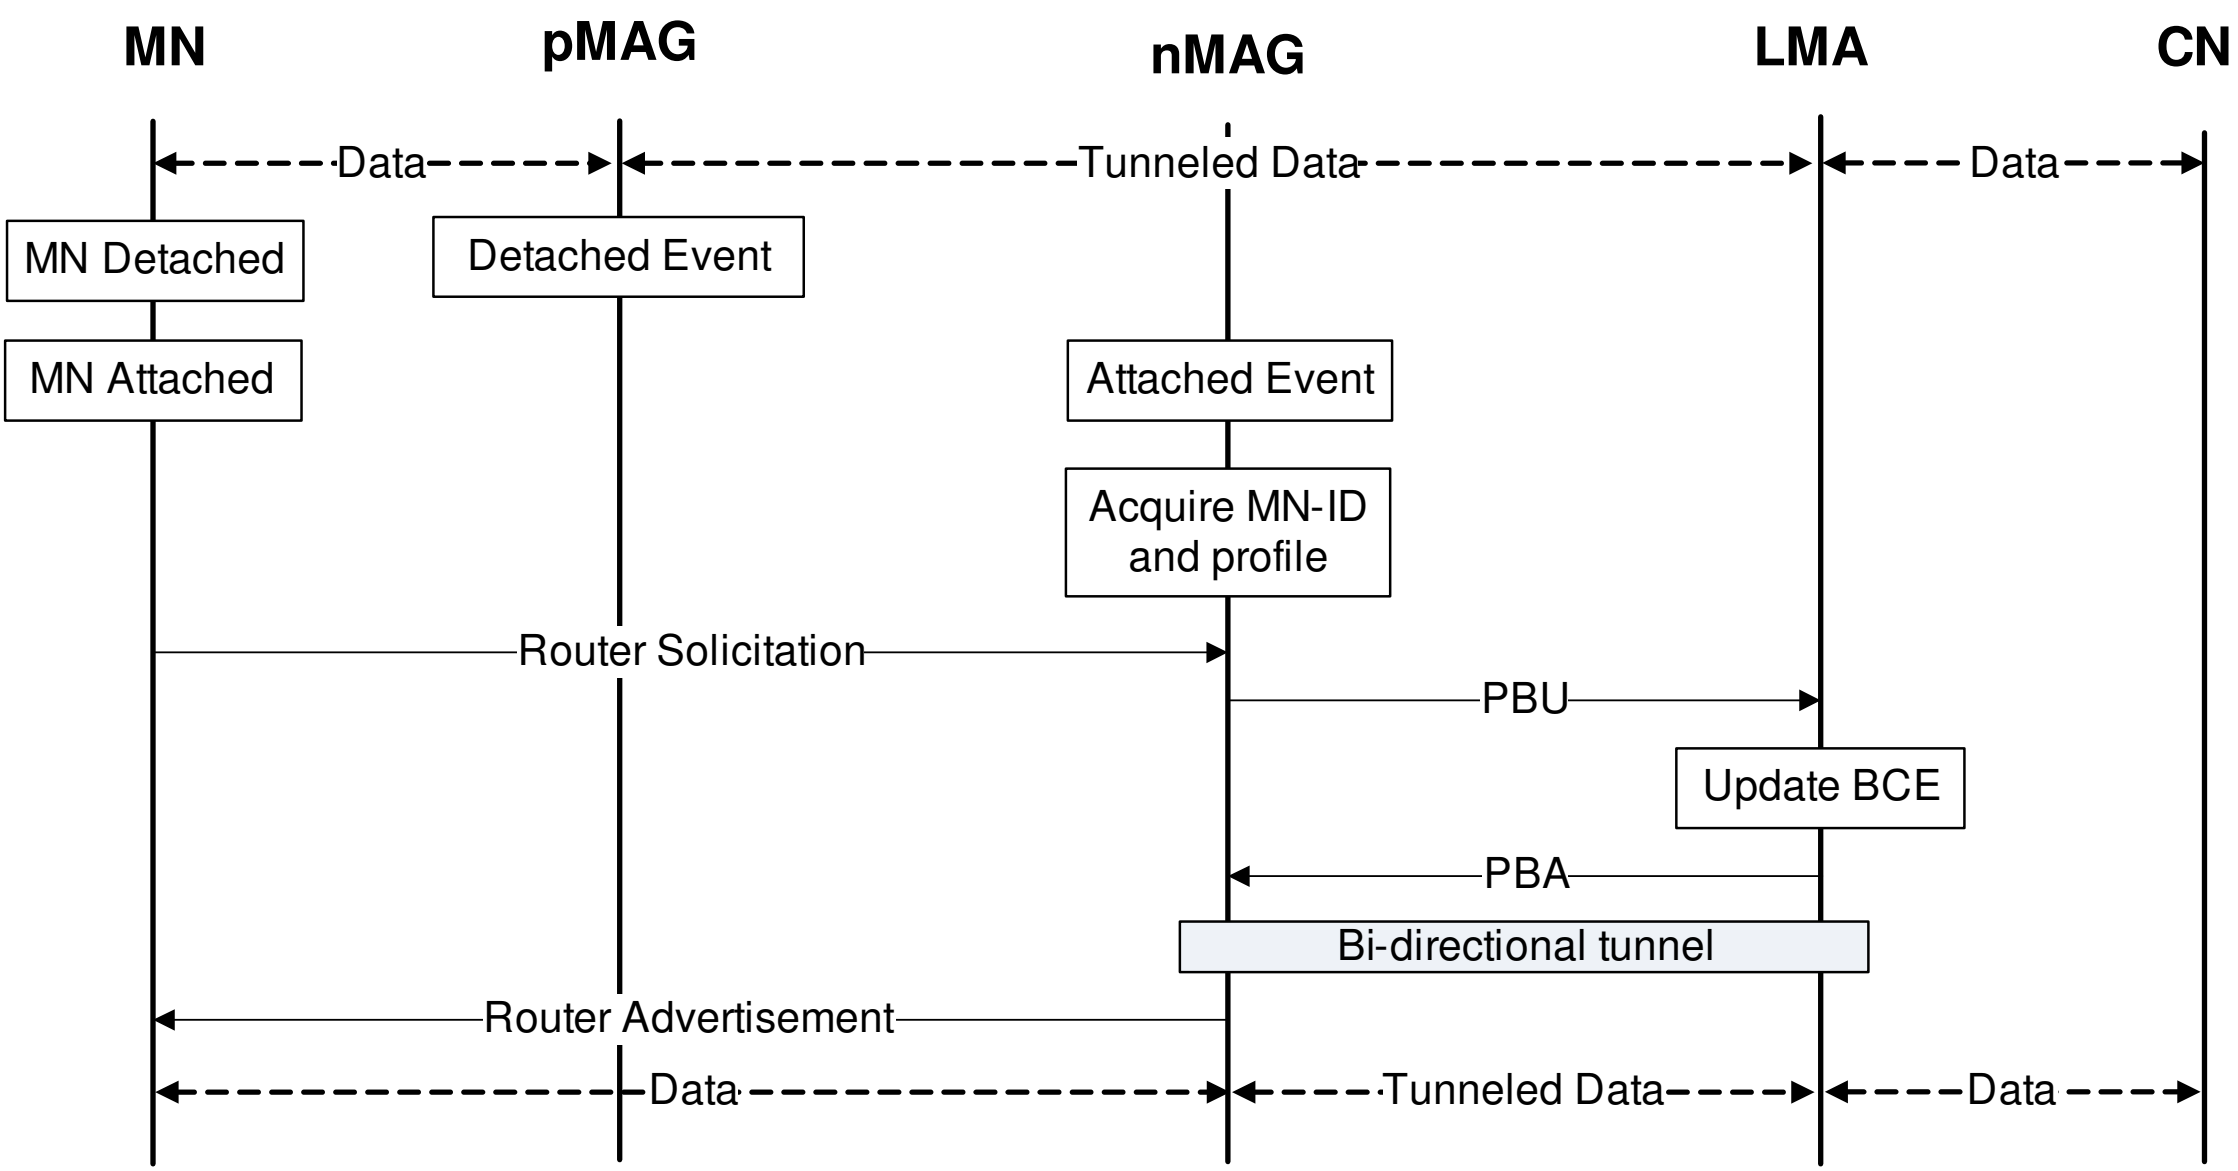 MN
pMAG
nMAG
LMA
CN
Data
Tunneled Data
Data
MN Detached
Detached Event
MN Attached
Attached Event
Acquire MN-ID
and profile
Router Solicitation
PBU
Update BCE
PBA
Bi-directional tunnel
Router Advertisement
Data
Tunneled Data
Data